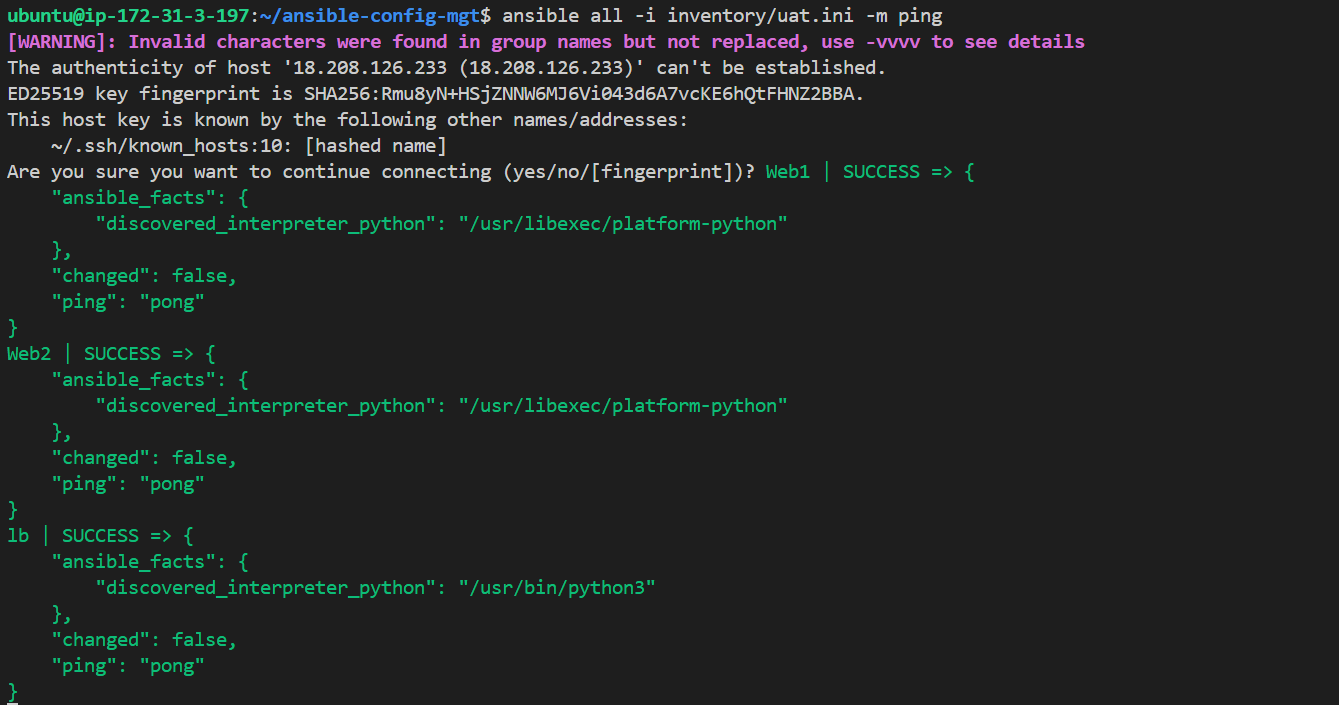 ubuntu@ip-172-31-3-197:~/ansible-config-mgt$ ansible all -i inventory/uat.ini -m ping
[WARNING]: Invalid characters were found in group names but not replaced, use -vvvv to see details
The authenticity of host '18.208.126.233 (18.208.126.233)' can't be established.
ED25519 key fingerprint is SHA256:Rmu8yN+HSjZNNW6MJ6Vi043d6A7vcKE6hQtFHNZ2BBA.
This host key is known by the following other names/addresses:
    ~/.ssh/known_hosts:10: [hashed name]
Are you sure you want to continue connecting (yes/no/[fingerprint])? Web1 | SUCCESS => {
    "ansible_facts": {
        "discovered_interpreter_python": "/usr/libexec/platform-python"
    },
    "changed": false,
    "ping": "pong"
}
Web2 | SUCCESS => {
    "ansible_facts": {
        "discovered_interpreter_python": "/usr/libexec/platform-python"
    },
    "changed": false,
    "ping": "pong"
}
lb | SUCCESS => {
    "ansible_facts": {
        "discovered_interpreter_python": "/usr/bin/python3"
    },
    "changed": false,
    "ping": "pong"
}